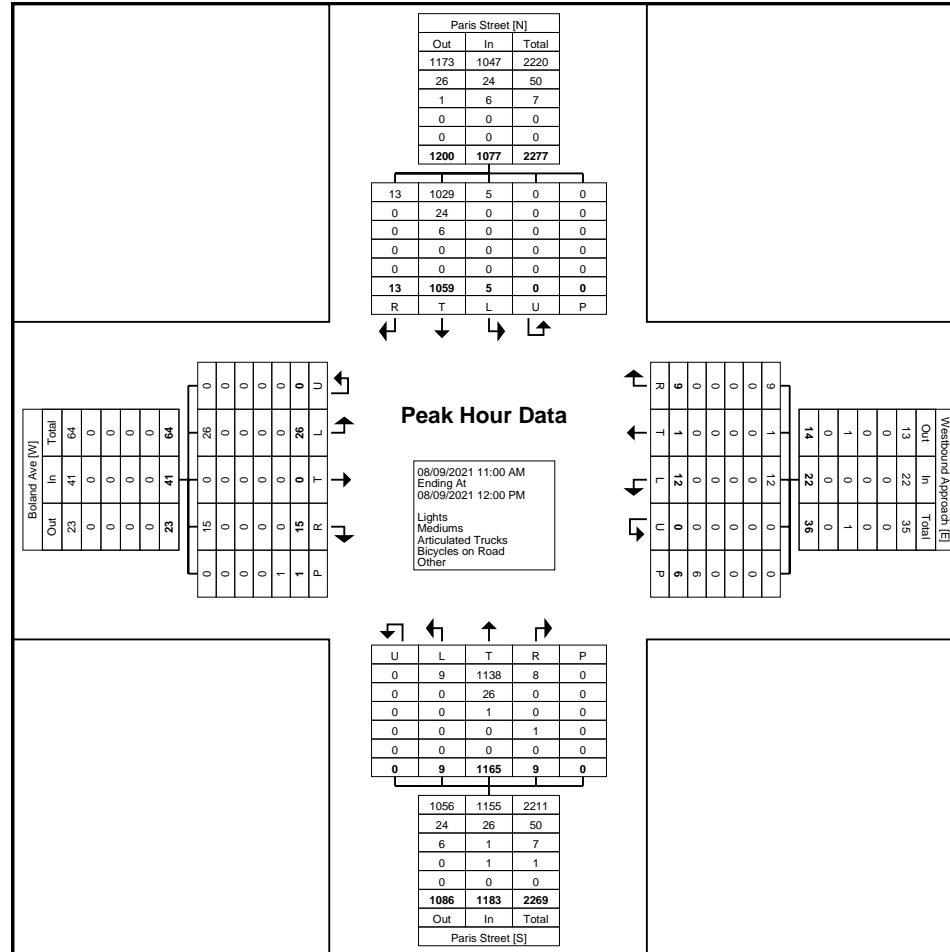 Paris Street [N]
Out In Total
1173 1047 2220
26 24 50
1 6 7
0 0 0
0 0 0
1200 1077 2277
13 1029 5 0 0
0 24 0 0 0
0 6 0 0 0
0 0 0 0 0
0 0 0 0 0
13 1059 5 0 0
R T L U P
Boland Ave [W]
Total In Out
64 41 23
0 0 0
0 0 0
0 0 0
0 0 0
64 41 23
0 26 0 15 0
0 0 0 0 0
0 0 0 0 0
0 0 0 0 0
0 0 0 0 1
0 26 0 15 1
U L T R P
Peak Hour Data
08/09/2021 11:00 AM
Ending At
08/09/2021 12:00 PM
Lights
Mediums
Articulated Trucks
Bicycles on Road
Other
Westbound Approach [E]
Out In Total
13 22 35
0 0 0
0 0 0
1 0 1
0 0 0
14 22 36
9 1 12 0 0
0 0 0 0 0
0 0 0 0 0
0 0 0 0 0
0 0 0 0 6
9 1 12 0 6
R T L U P
U L T R P
0 9 1138 8 0
0 0 26 0 0
0 0 1 0 0
0 0 0 1 0
0 0 0 0 0
0 9 1165 9 0
1056 1155 2211
24 26 50
6 1 7
0 1 1
0 0 0
1086 1183 2269
Out In Total
Paris Street [S]